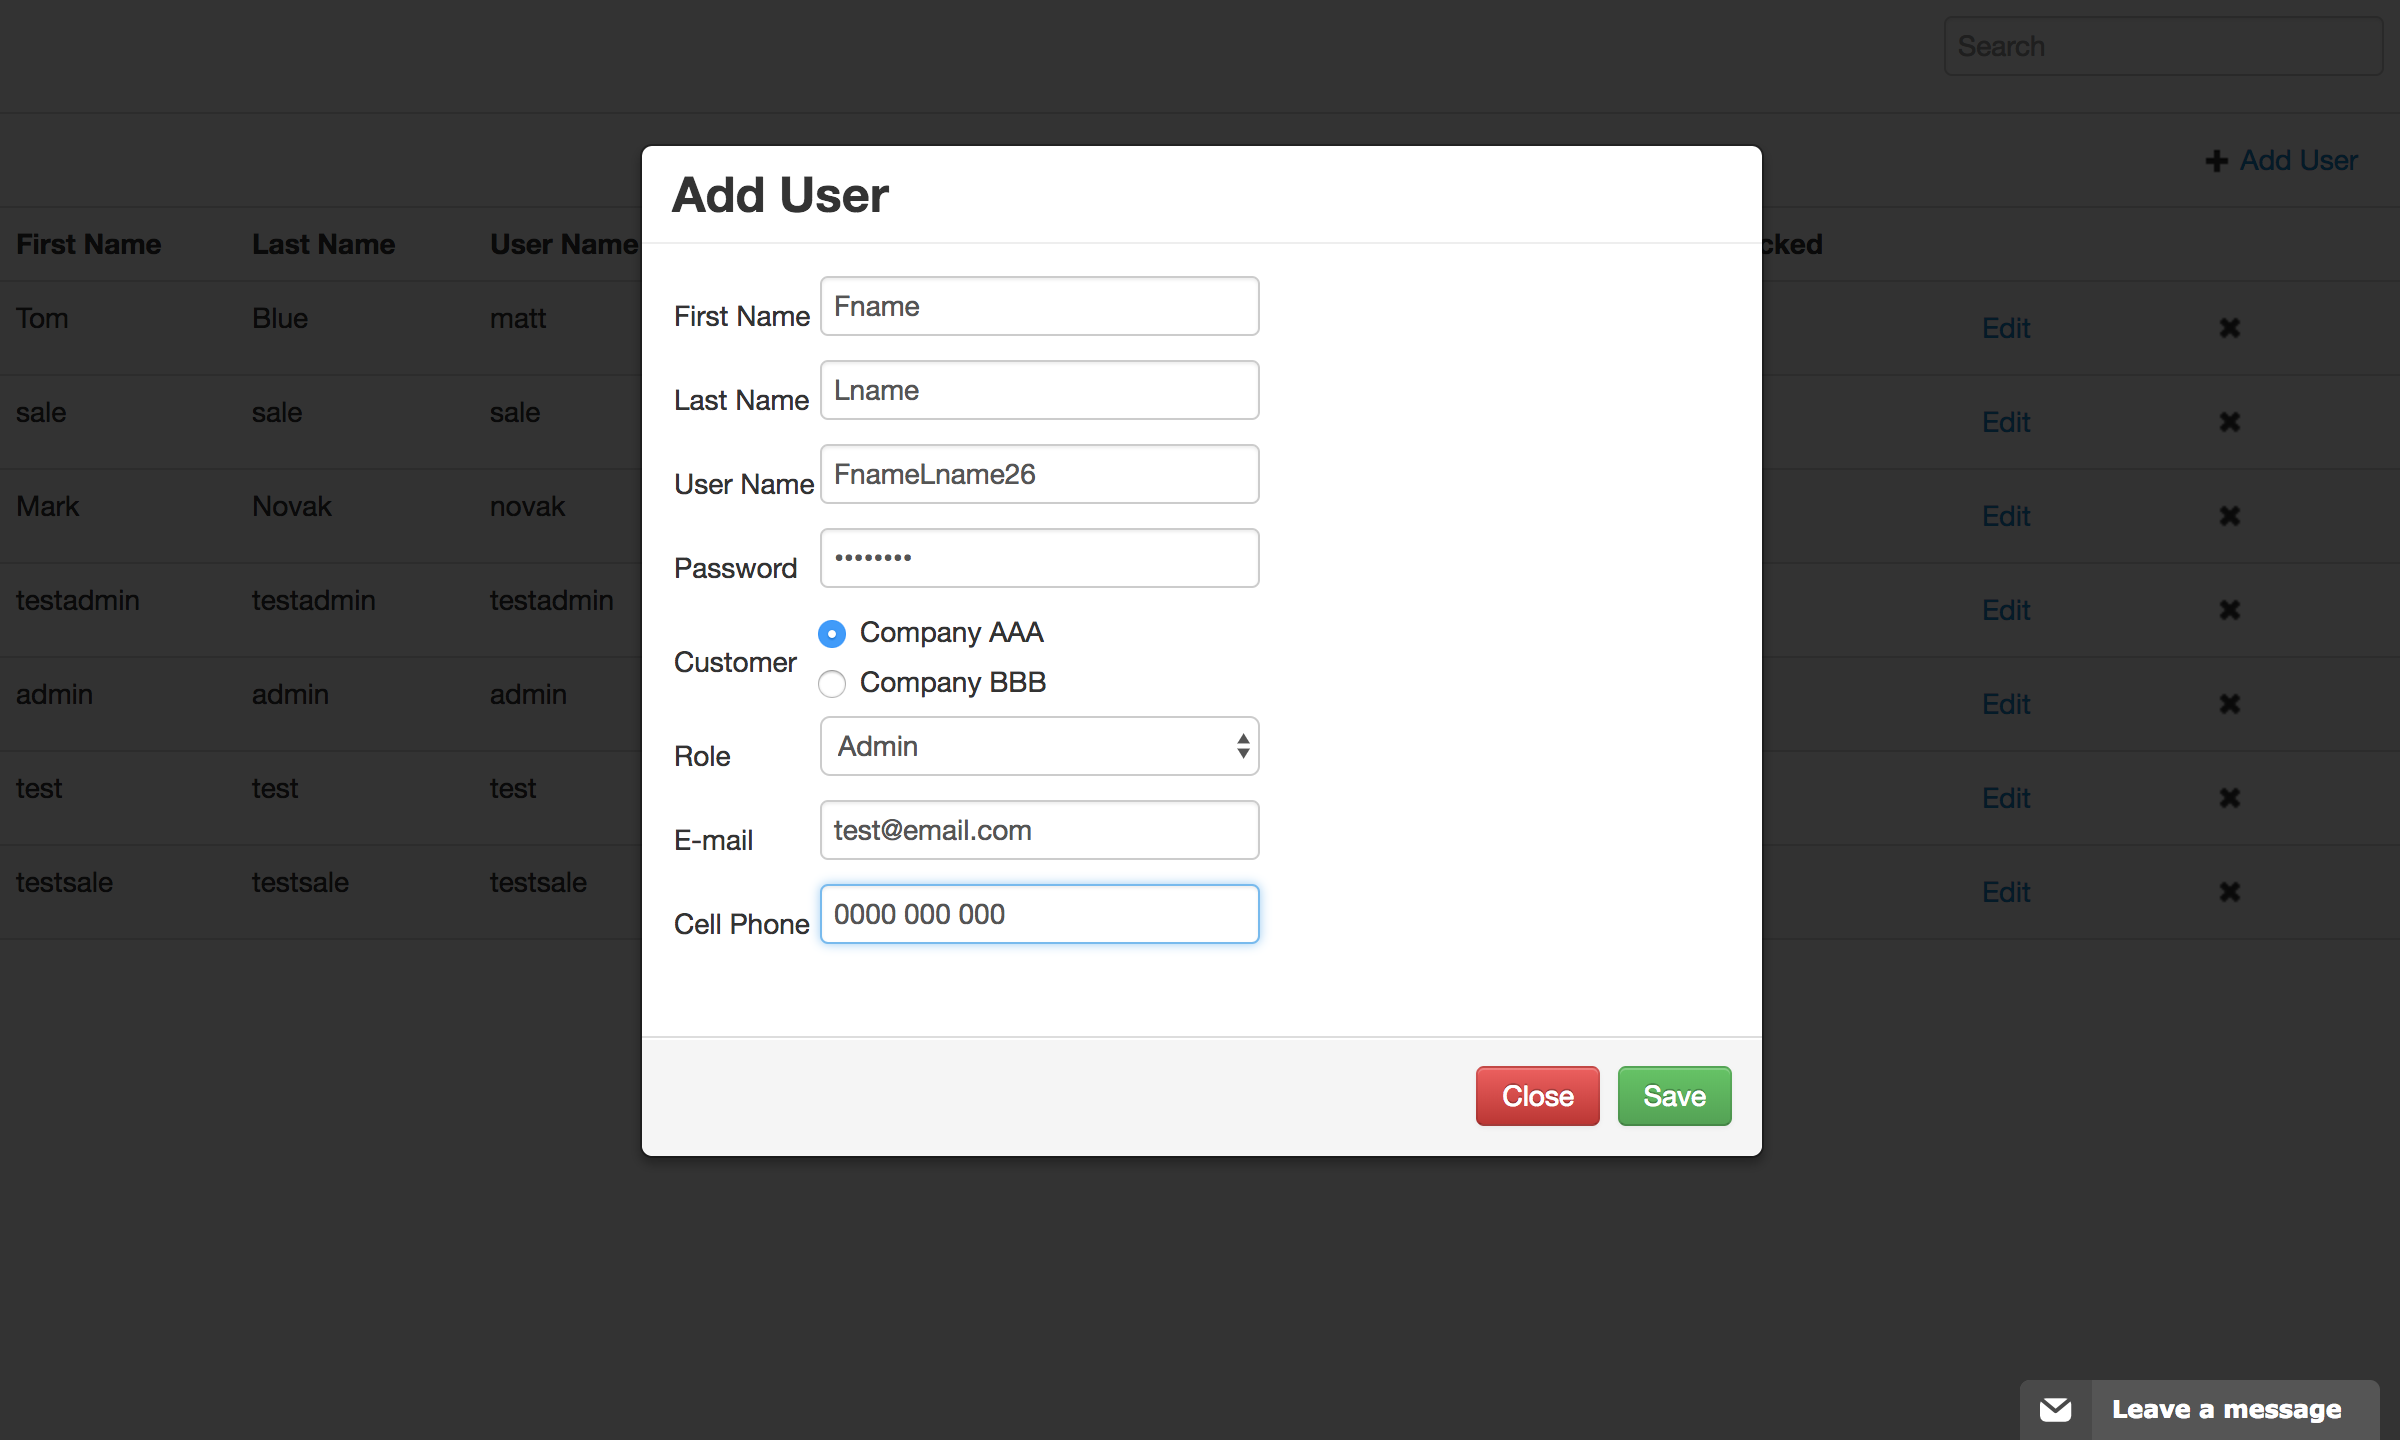 Search
Add User
First Name Last Name User Name cked
Tom Blue matt Edit
sale sale sale Edit
Mark Novak novak Edit
testadmin testadmin testadmin Edit
admin admin admin Edit
test test test Edit
testsale testsale testsale Edit
Add User
First Name Fname
Last Name Lname
User Name FnameLname26
Password ••••••••
Customer
Company AAA
Company BBB
Role Admin
E-mail test@email.com
Cell Phone 0000 000 000
Close Save
Leave a message